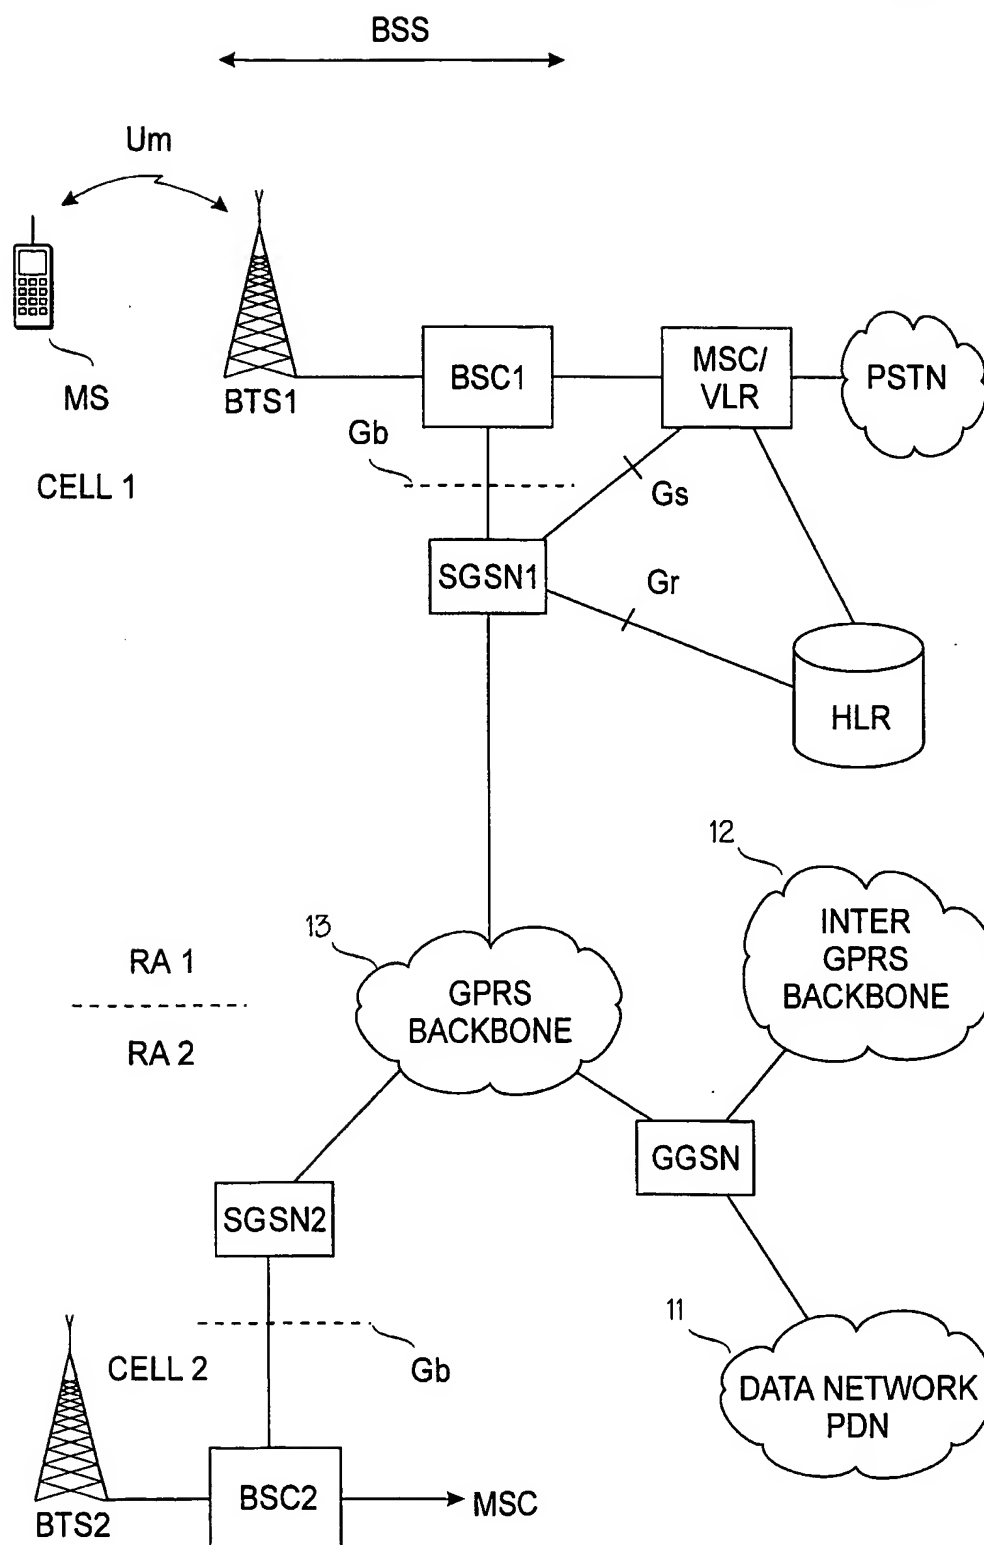 BSS
Um
MS
BTS1
BSC1
MSC/
VLR
PSTN
CELL 1
Gb
Gs
SGSN1
Gr
HLR
12
13
INTER
GPRS
BACKBONE
RA 1
GPRS
BACKBONE
RA 2
GGSN
SGSN2
11
CELL 2
Gb
DATA NETWORK
PDN
BSC2
MSC
BTS2